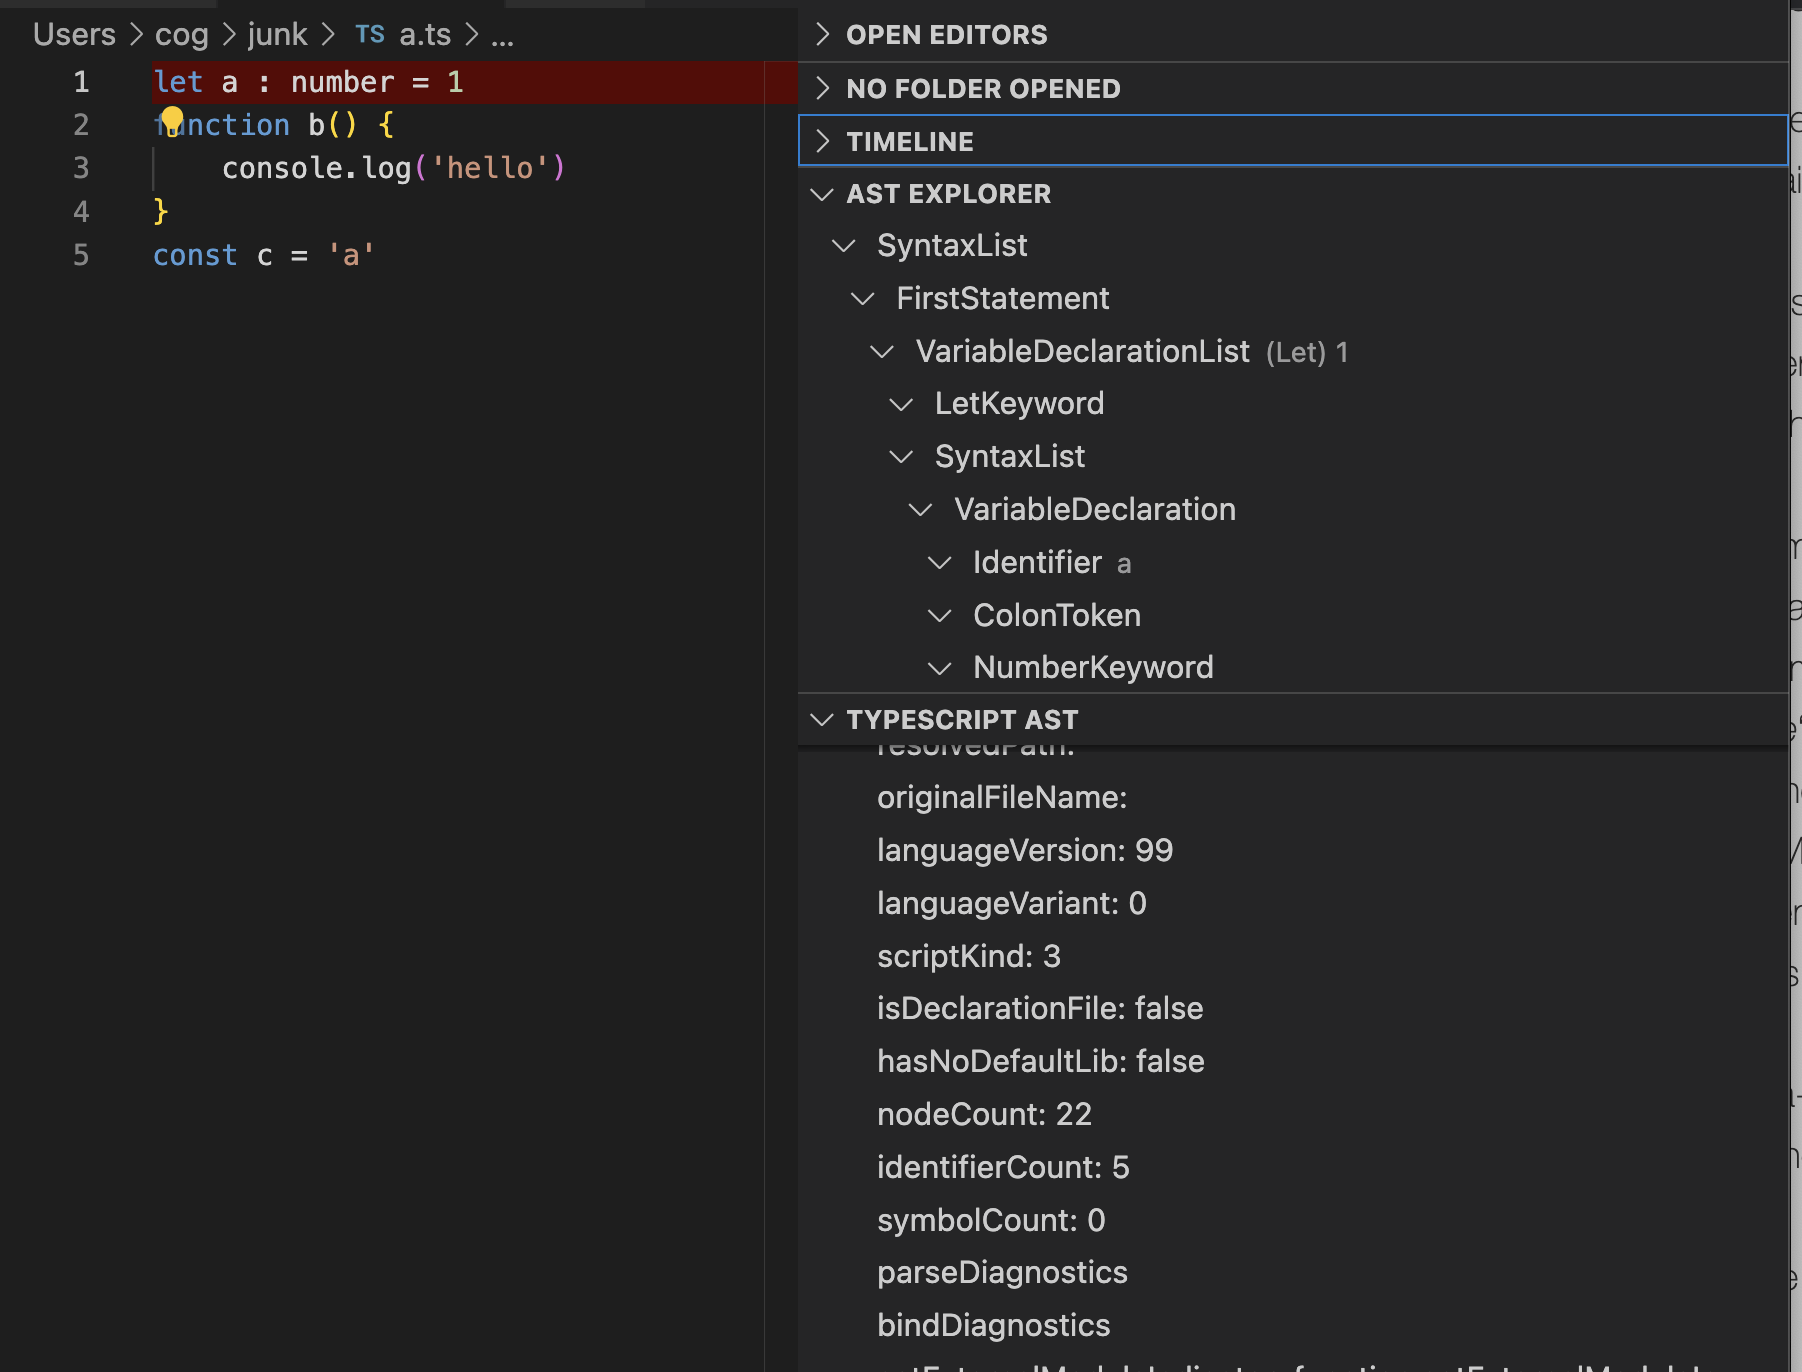 Users > cog > junk > TS a.ts > ...
1 let a : number = 1
2 function b() {
3 console.log('hello')
4 }
5 const c = 'a'
OPEN EDITORS
NO FOLDER OPENED
TIMELINE
AST EXPLORER
SyntaxList
FirstStatement
VariableDeclarationList (Let) 1
LetKeyword
SyntaxList
VariableDeclaration
Identifier a
ColonToken
NumberKeyword
TYPESCRIPT AST
resolvedPath:
originalFileName:
languageVersion: 99
languageVariant: 0
scriptKind: 3
isDeclarationFile: false
hasNoDefaultLib: false
nodeCount: 22
identifierCount: 5
symbolCount: 0
parseDiagnostics
bindDiagnostics